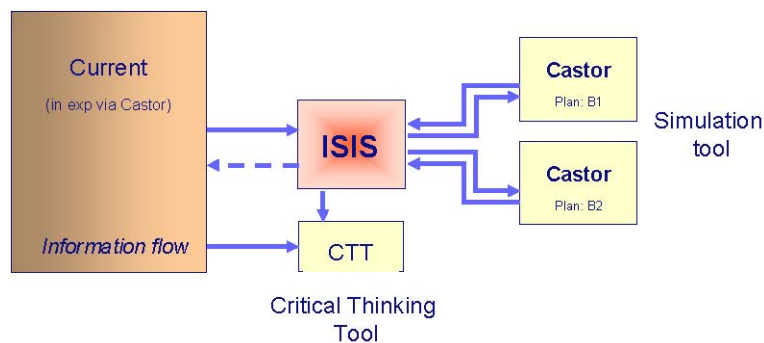 Current
(in exp via Castor)
Information flow
ISIS
CTT
Critical Thinking
Tool
Castor
Plan: B1
Castor
Plan: B2
Simulation
tool